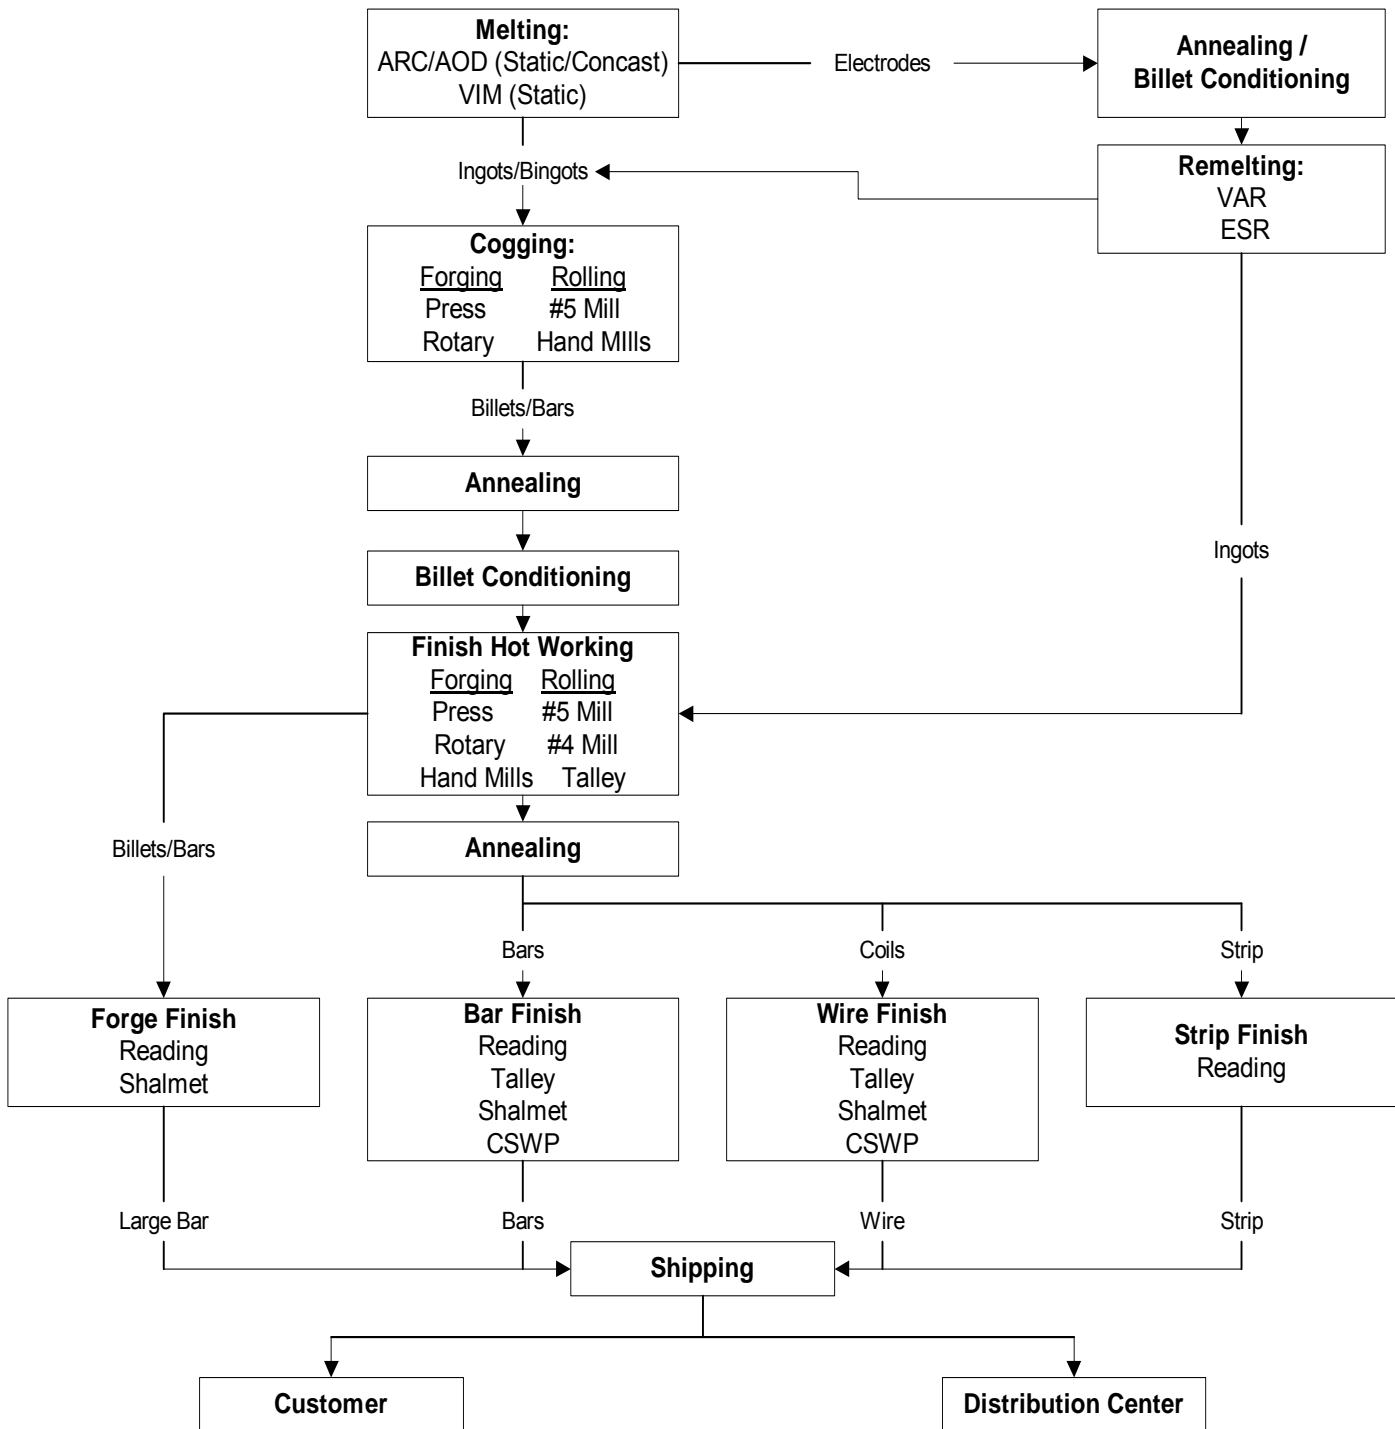 Melting:
ARC/AOD (Static/Concast)
VIM (Static)
Electrodes
Annealing /
Billet Conditioning
Ingots/Bingots
Remelting:
VAR
ESR
Cogging:
Forging Rolling
Press #5 Mill
Rotary Hand MIlls
Billets/Bars
Annealing
Ingots
Billet Conditioning
Finish Hot Working
Forging Rolling
Press #5 Mill
Rotary #4 Mill
Hand Mills Talley
Billets/Bars
Annealing
Bars
Coils
Strip
Forge Finish
Reading
Shalmet
Bar Finish
Reading
Talley
Shalmet
CSWP
Wire Finish
Reading
Talley
Shalmet
CSWP
Strip Finish
Reading
Large Bar
Bars
Wire
Strip
Shipping
Customer
Distribution Center